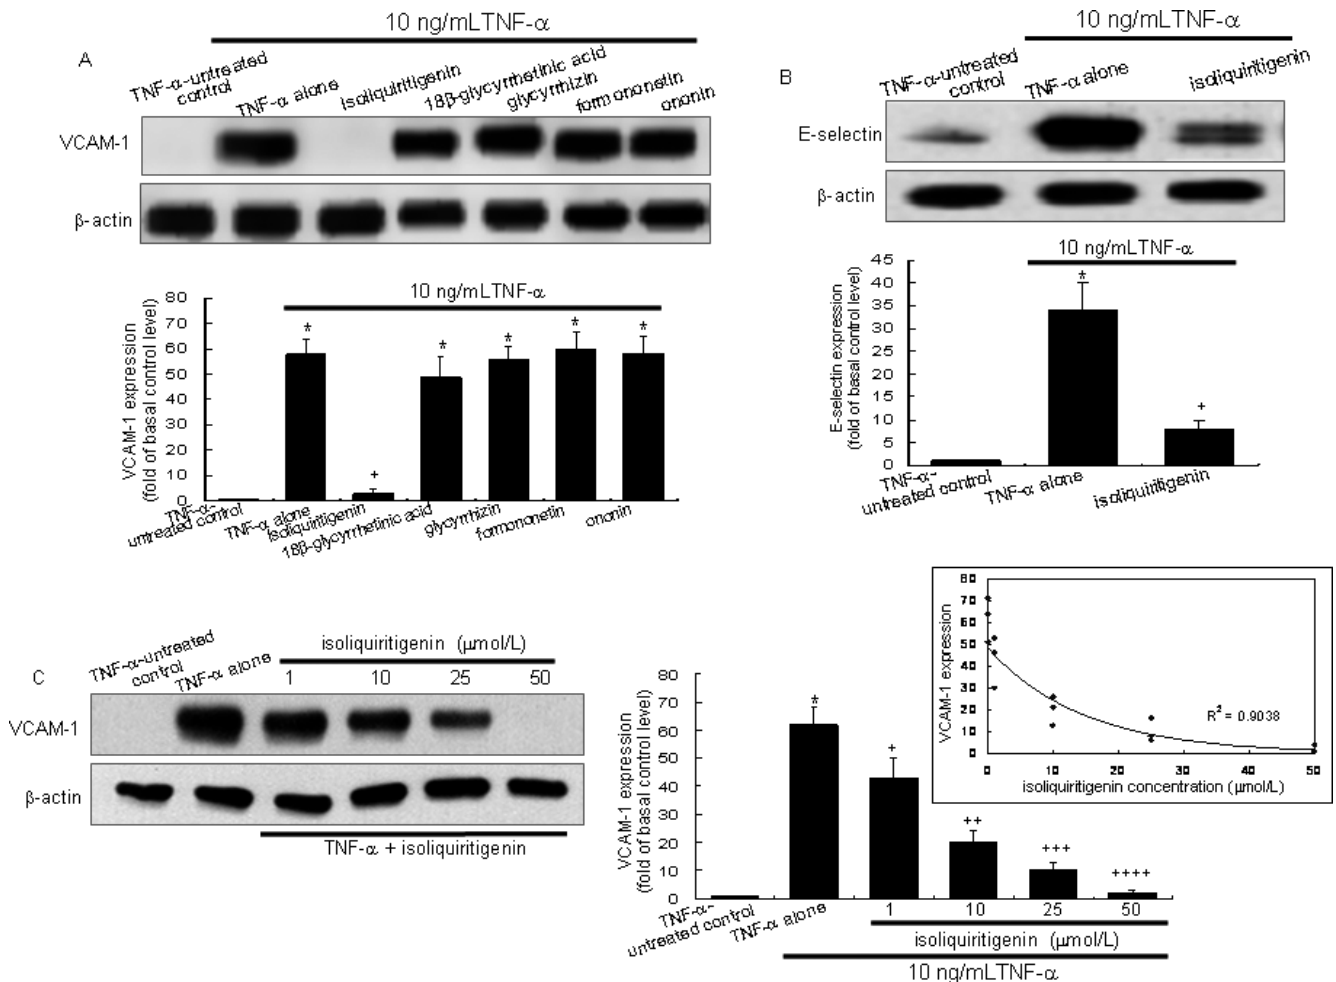 10 ng/mLTNF-α
A
TNF-α-untreated
control
TNF-α alone
isoliquiritigenin
18β-glycyrrhetinic acid
glycyrrhizin
formononetin
ononin
VCAM-1
β-actin
10 ng/mLTNF-α
VCAM-1 expression
(fold of basal control level)
80
70
60
50
40
30
20
10
0
* * + * * * *
TNF-α-
untreated control
TNF-α alone
isoliquiritigenin
18β-glycyrrhetinic acid
glycyrrhizin
formononetin
ononin
10 ng/mLTNF-α
B
TNF-α-untreated
control
TNF-α alone
isoliquiritigenin
E-selectin
β-actin
10 ng/mLTNF-α
E-selectin expression
(fold of basal control level)
45
40
35
30
25
20
15
10
5
0
* +
TNF-α-
untreated control
TNF-α alone
isoliquiritigenin
C
TNF-α-untreated
control
TNF-α alone
isoliquiritigenin (μmol/L)
1 10 25 50
VCAM-1
β-actin
TNF-α + isoliquiritigenin
VCAM-1 expression
(fold of basal control level)
80
60
40
20
0
* + ++ +++ ++++
TNF-α-
untreated control
TNF-α alone
1 10 25 50
isoliquiritigenin (μmol/L)
10 ng/mLTNF-α
VCAM-1 expression
80
70
60
50
40
30
20
10
0
R² = 0.9038
0 10 20 30 40 50
isoliquiritigenin concentration (μmol/L)